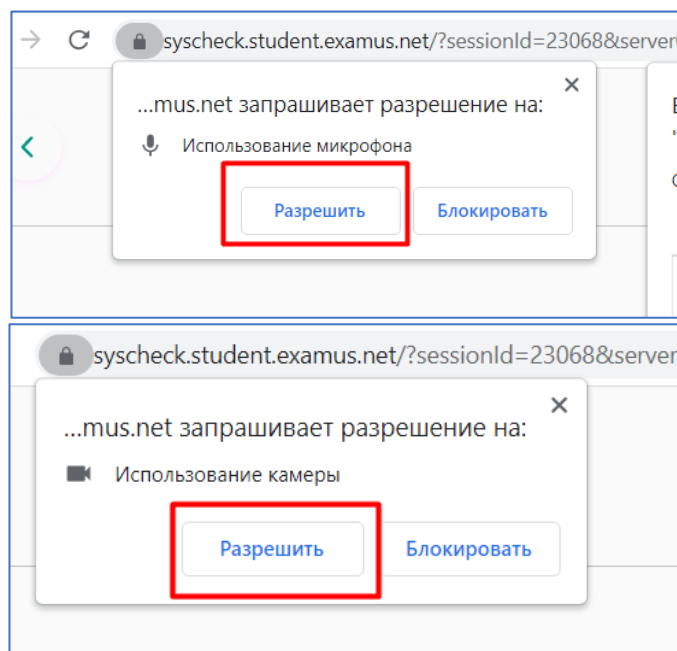 syscheck.student.examus.net/?sessionId=23068&server
...mus.net запрашивает разрешение на:
Использование микрофона
Разрешить
Блокировать
syscheck.student.examus.net/?sessionId=23068&server
...mus.net запрашивает разрешение на:
Использование камеры
Разрешить
Блокировать